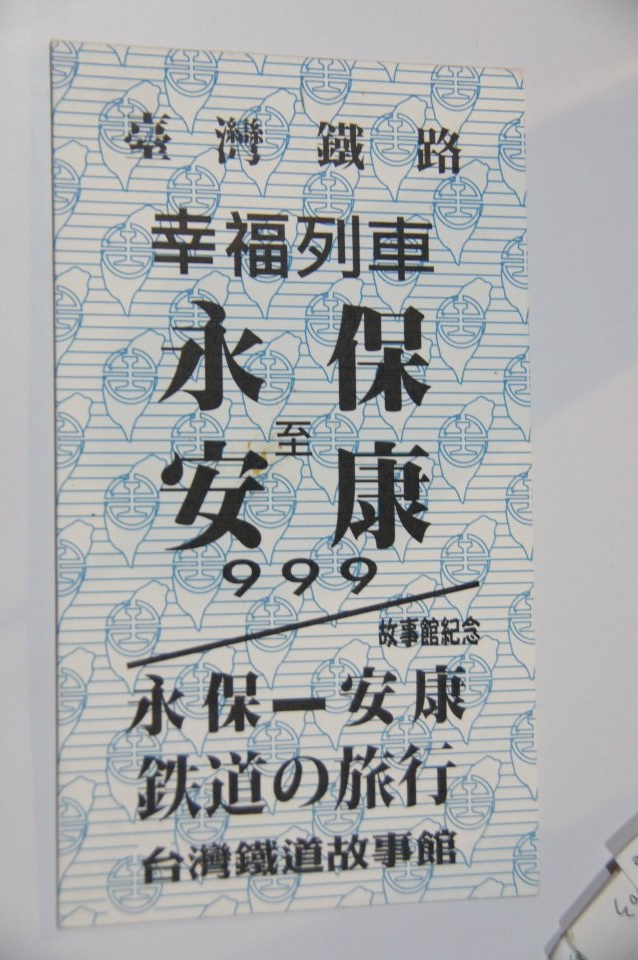 臺灣鐵路
幸福列車
永保
至
安康
999
故事館紀念
永保－安康
鉄道の旅行
台灣鐵道故事館